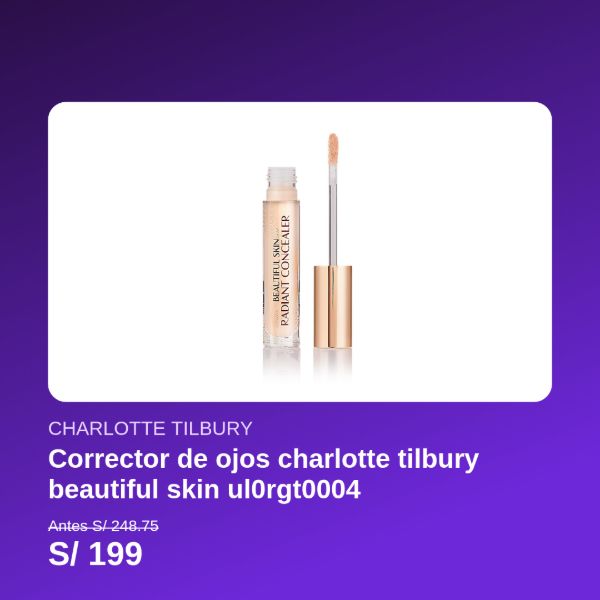 BEAUTIFUL SKIN
RADIANT CONCEALER
CHARLOTTE TILBURY
Corrector de ojos charlotte tilbury
beautiful skin ul0rgt0004
Antes S/ 248.75
S/ 199